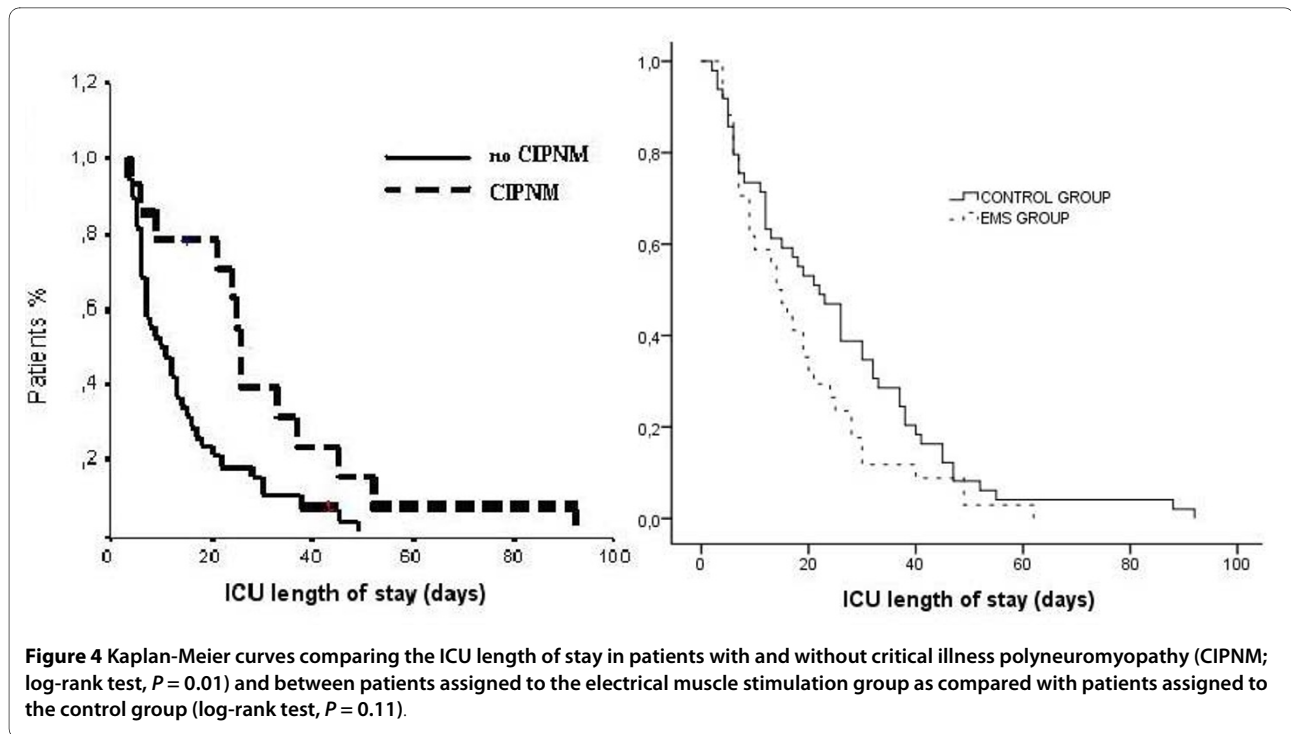 1,2
1,0
,8
,6
,4
,2
Patients %
no CIPNM
CIPNM
0 20 40 60 80 100
ICU length of stay (days)
1,0
0,8
0,6
0,4
0,2
0,0
CONTROL GROUP
EMS GROUP
0 20 40 60 80 100
ICU length of stay (days)
Figure 4 Kaplan-Meier curves comparing the ICU length of stay in patients with and without critical illness polyneuromyopathy (CIPNM;
log-rank test, P = 0.01) and between patients assigned to the electrical muscle stimulation group as compared with patients assigned to
the control group (log-rank test, P = 0.11).